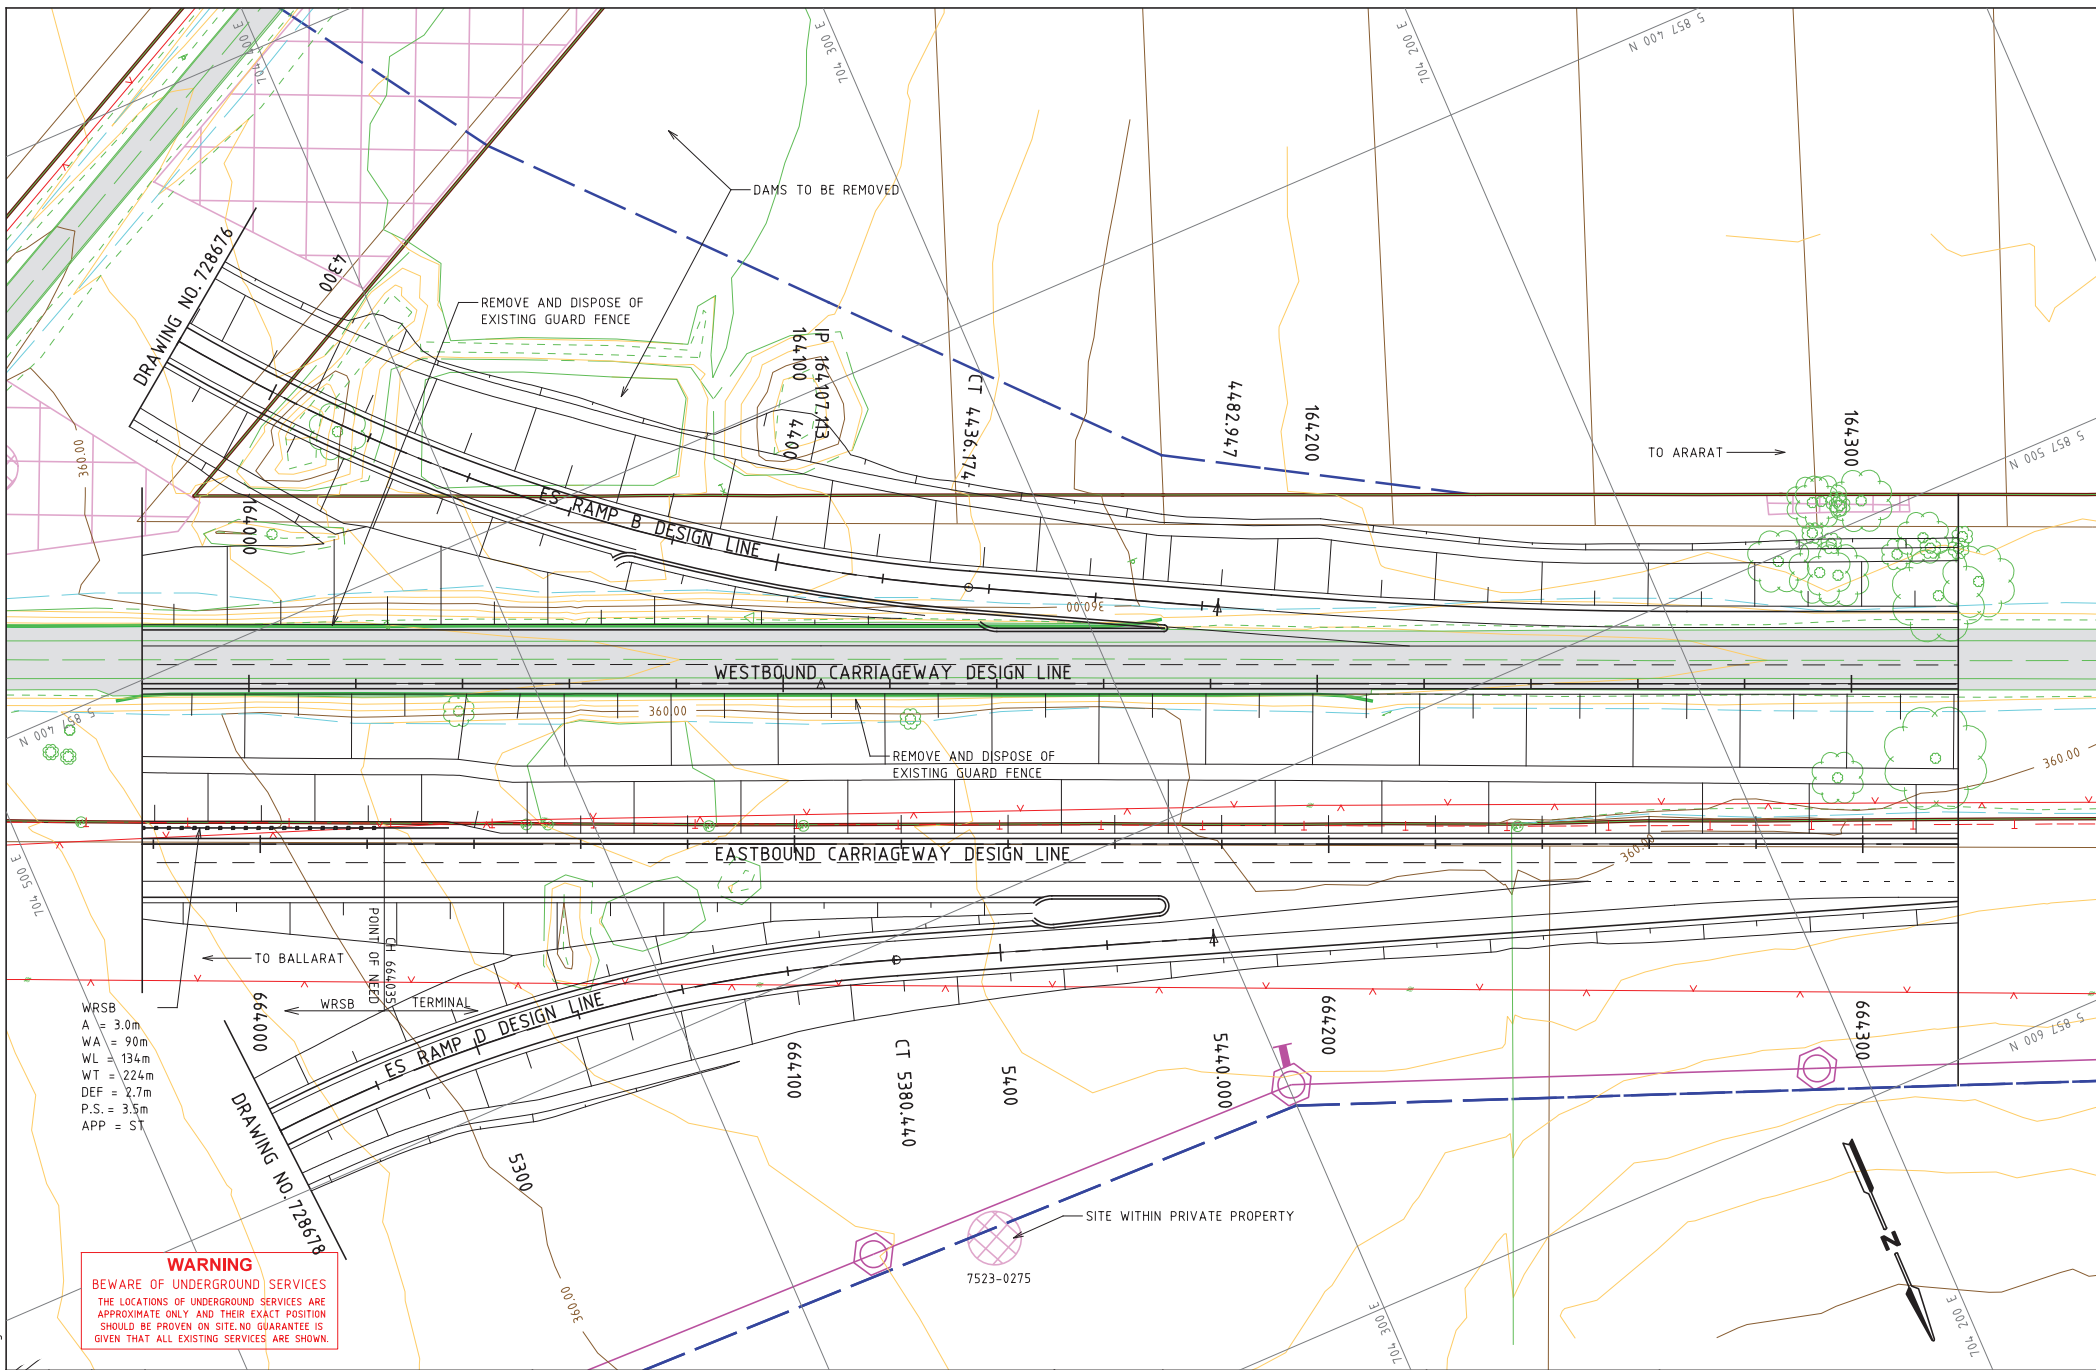 704 400 E
704 300 E
704 200 E
5 857 400 N
DAMS TO BE REMOVED
DRAWING NO. 728676
4300
REMOVE AND DISPOSE OF
EXISTING GUARD FENCE
164100
IP 164107.113
4400
CT 4436.174
4482.947
164200
TO ARARAT
164300
5 857 500 N
360.00
164000
ES RAMP B DESIGN LINE
360.00
WESTBOUND CARRIAGEWAY DESIGN LINE
5 857 400 N
360.00
REMOVE AND DISPOSE OF
EXISTING GUARD FENCE
360.00
EASTBOUND CARRIAGEWAY DESIGN LINE
360.00
704 500 E
POINT OF NEED
CH 664035
TO BALLARAT
WRSB
TERMINAL
WRSB
A = 3.0m
WA = 90m
WL = 134m
WT = 224m
DEF = 2.7m
P.S. = 3.5m
APP = ST
664000
ES RAMP D DESIGN LINE
664100
CT 5380.440
5400
5440.000
664200
664300
5 857 600 N
DRAWING NO. 728678
5300
SITE WITHIN PRIVATE PROPERTY
7523-0275
N
360.00
704 300 E
704 200 E
WARNING
BEWARE OF UNDERGROUND SERVICES
THE LOCATIONS OF UNDERGROUND SERVICES ARE
APPROXIMATE ONLY AND THEIR EXACT POSITION
SHOULD BE PROVEN ON SITE. NO GUARANTEE IS
GIVEN THAT ALL EXISTING SERVICES ARE SHOWN.